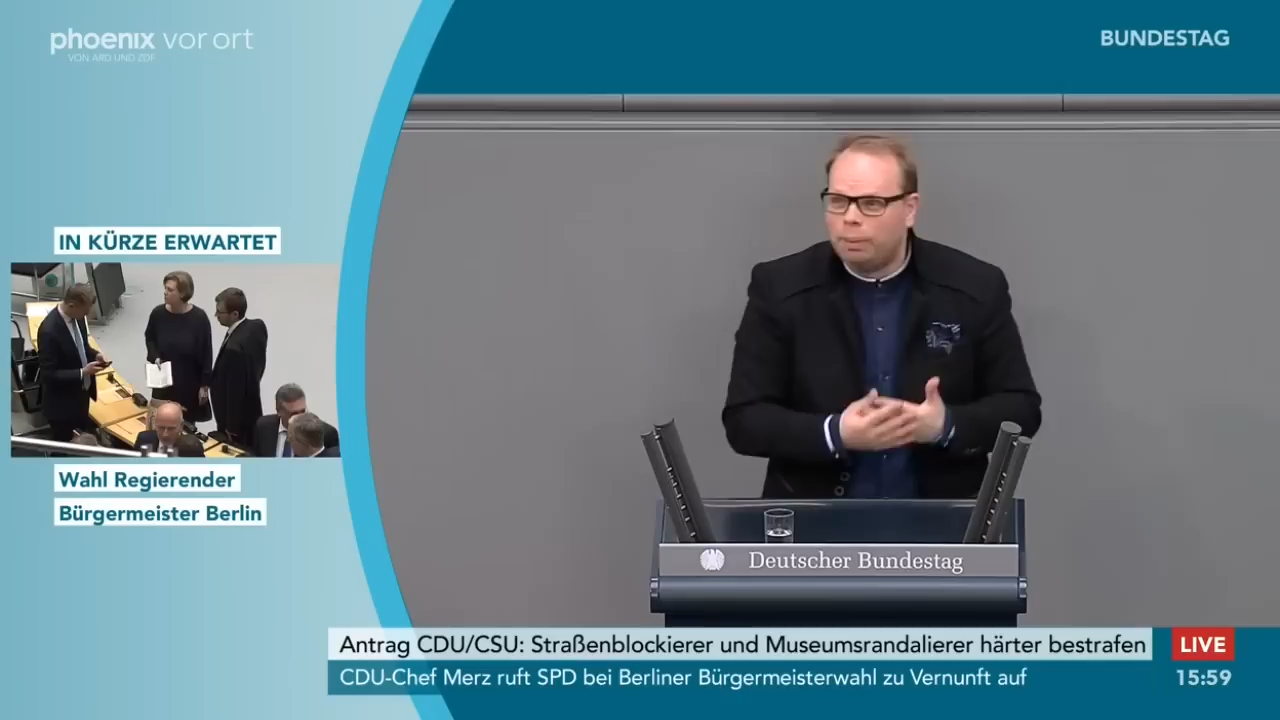 phoenix vor ort
VON ARD UND ZDF
BUNDESTAG
IN KÜRZE ERWARTET
Wahl Regierender
Bürgermeister Berlin
Deutscher Bundestag
Antrag CDU/CSU: Straßenblockierer und Museumsrandalierer härter bestrafen
LIVE
CDU-Chef Merz ruft SPD bei Berliner Bürgermeisterwahl zu Vernunft auf
15:59